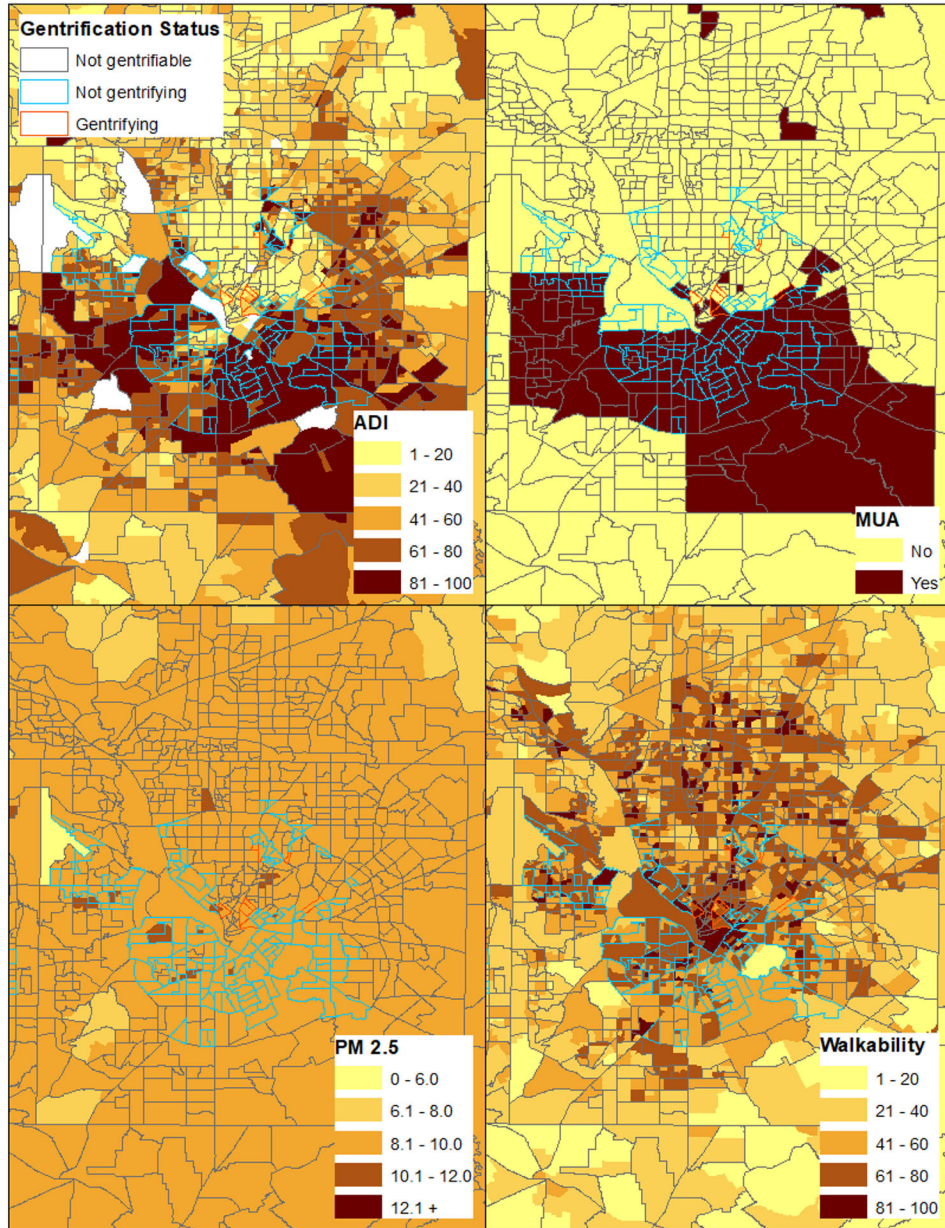 Gentrification Status
Not gentrifiable
Not gentrifying
Gentrifying
ADI
1 - 20
21 - 40
41 - 60
61 - 80
81 - 100
MUA
No
Yes
PM 2.5
0 - 6.0
6.1 - 8.0
8.1 - 10.0
10.1 - 12.0
12.1 +
Walkability
1 - 20
21 - 40
41 - 60
61 - 80
81 - 100